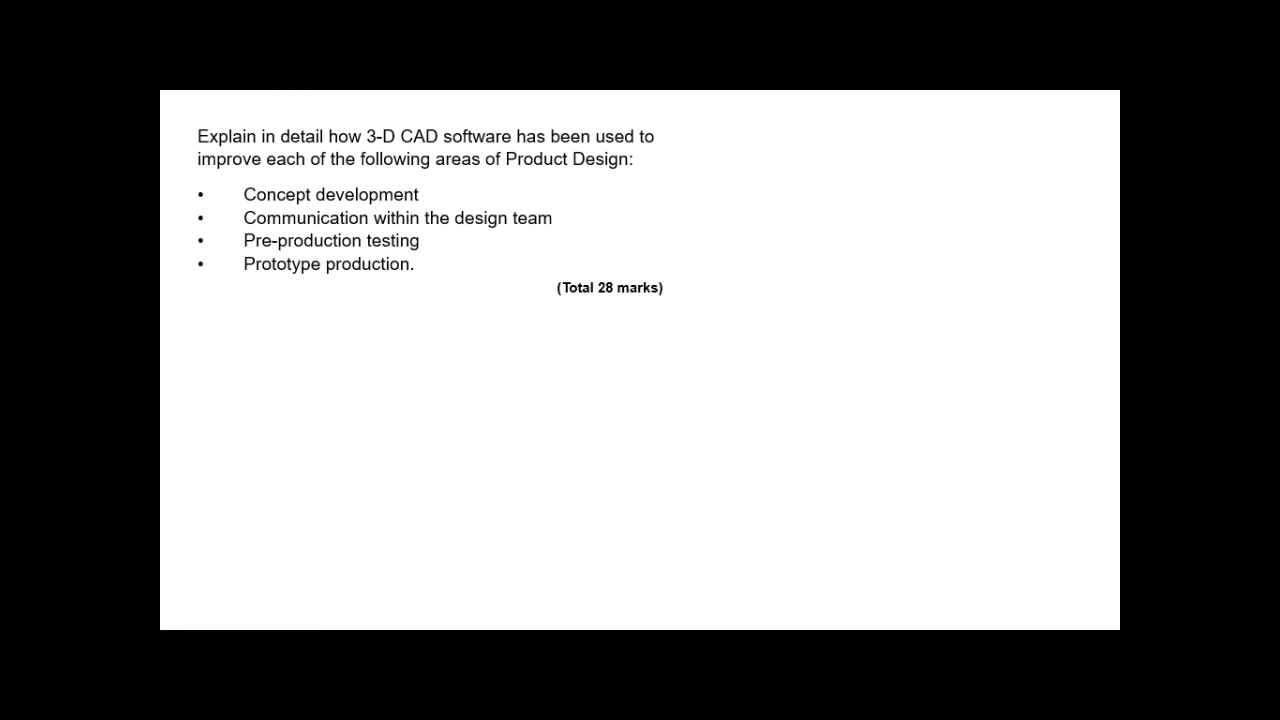 Explain in detail how 3-D CAD software has been used to
improve each of the following areas of Product Design:
• Concept development
• Communication within the design team
• Pre-production testing
• Prototype production.
(Total 28 marks)